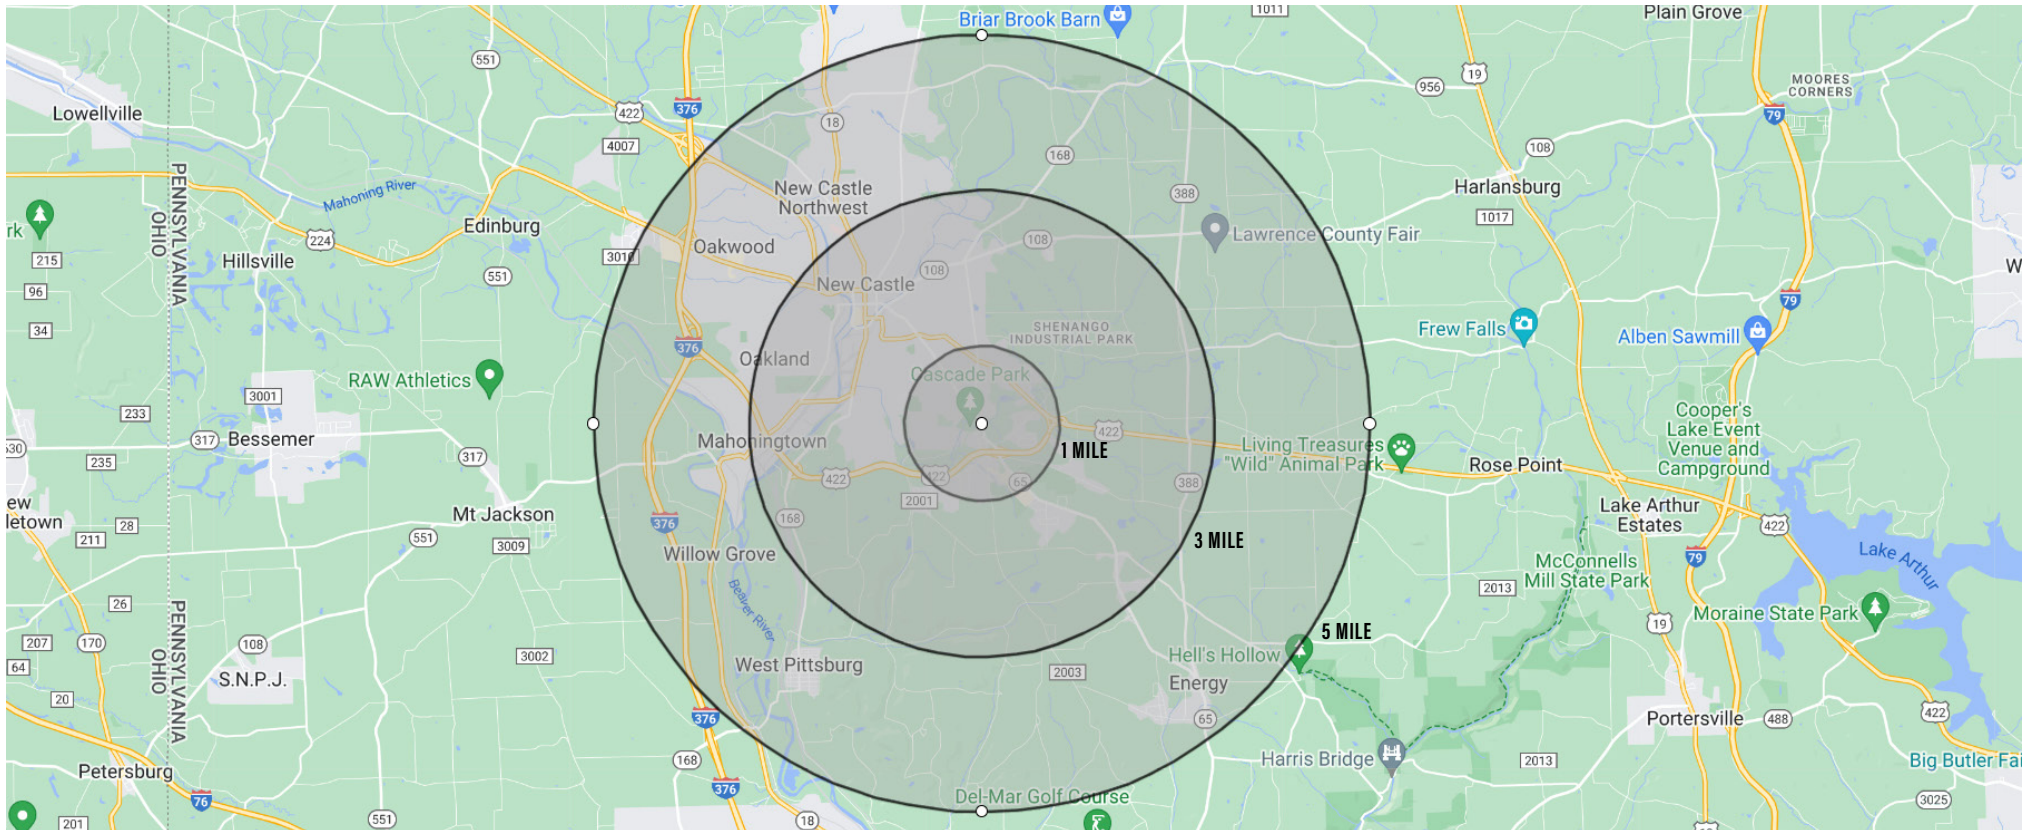 Briar Brook Barn
1011
Plain Grove
551
19
MOORES
CORNERS
956
376
422
79
Lowellville
18
4007
108
168
PENNSYLVANIA
OHIO
Mahoning River
New Castle
Northwest
388
Harlansburg
1017
rk
Edinburg
224
Lawrence County Fair
108
Oakwood
215
Hillsville
3010
W
551
108
96
New Castle
79
34
SHENANGO
INDUSTRIAL PARK
Frew Falls
Alben Sawmill
376
Oakland
RAW Athletics
Cascade Park
3001
233
Cooper's
Lake Event
Venue and
Campground
317
Bessemer
Mahoningtown
422
Living Treasures
"Wild" Animal Park
630
1 MILE
317
235
Rose Point
422
422
65
388
2001
ew
letown
28
Mt Jackson
168
Lake Arthur
Estates
376
422
211
551
3009
3 MILE
Willow Grove
79
Lake Arthur
McConnells
Mill State Park
2013
26
Beaver River
Moraine State Park
PENNSYLVANIA
OHIO
207
170
108
19
5 MILE
3002
64
West Pittsburg
2003
Hell's Hollow
S.N.P.J.
Energy
20
376
65
Portersville
488
422
168
Harris Bridge
2013
Big Butler Fai
Petersburg
376
76
Del-Mar Golf Course
3025
201
551
18